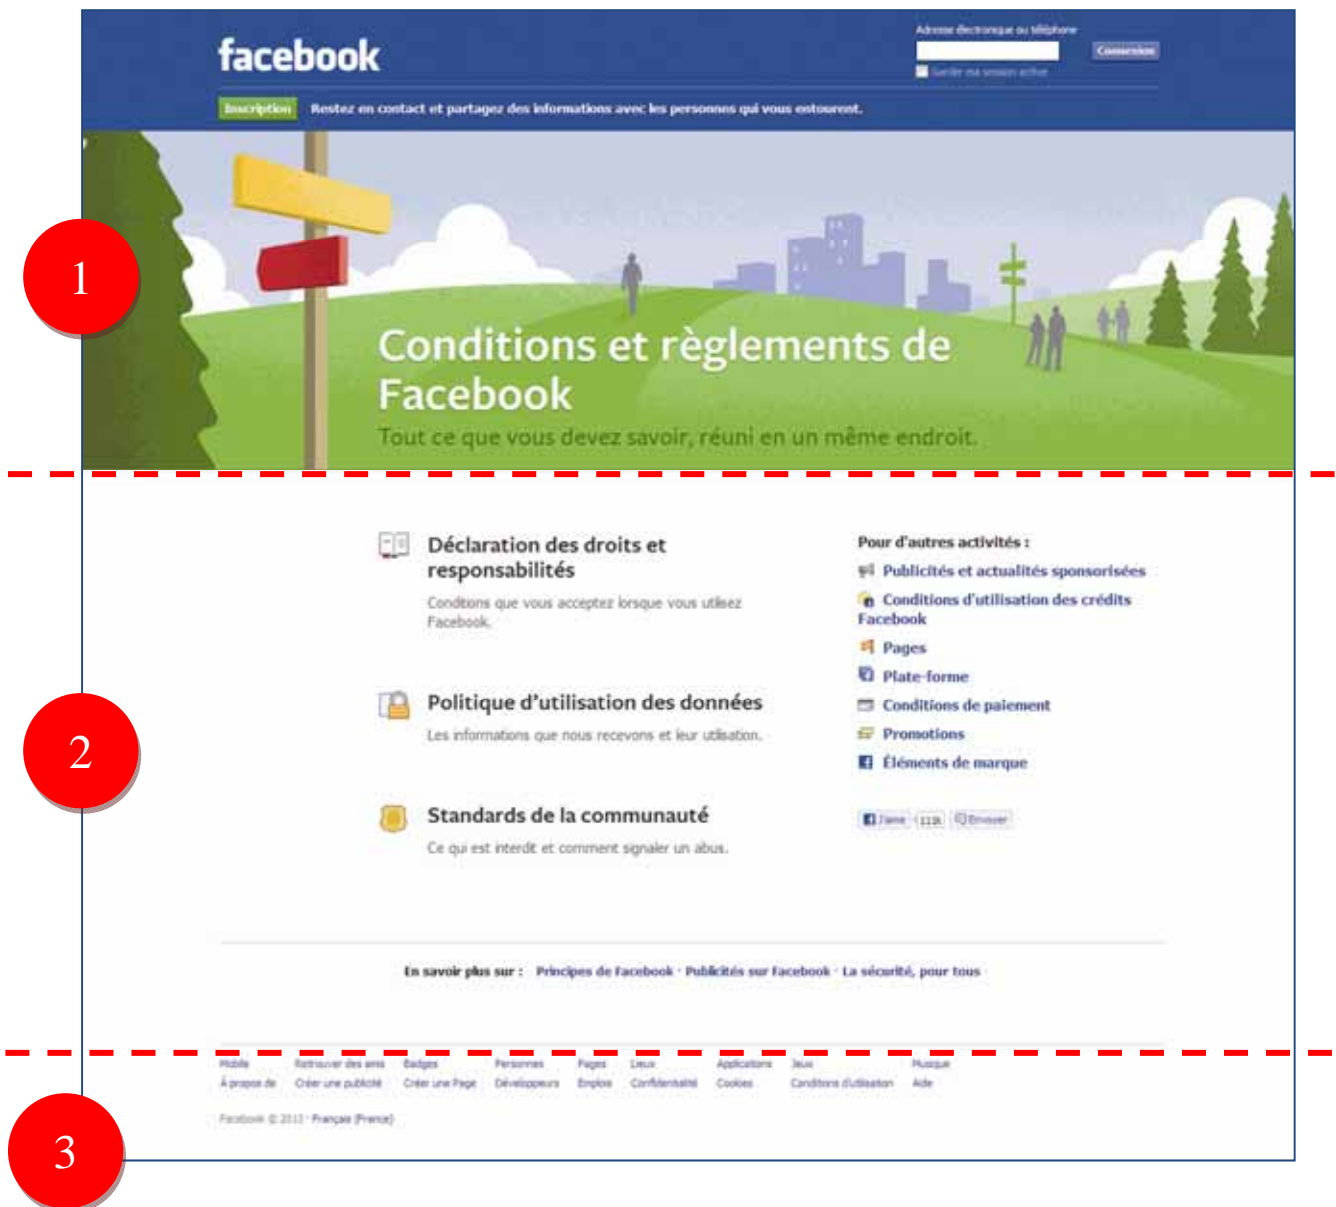 Adresse électronique ou téléphone
facebook
Connexion
Garder ma session active
Inscription Restez en contact et partagez des informations avec les personnes qui vous entourent.
1
Conditions et règlements de
Facebook
Tout ce que vous devez savoir, réuni en un même endroit.
Déclaration des droits et
responsabilités
Conditions que vous acceptez lorsque vous utilisez
Facebook.
2
Politique d'utilisation des données
Les informations que nous recevons et leur utilisation.
Standards de la communauté
Ce qui est interdit et comment signaler un abus.
Pour d'autres activités :
Publicités et actualités sponsorisées
Conditions d'utilisation des crédits
Facebook
Pages
Plate-forme
Conditions de paiement
Promotions
Éléments de marque
J'aime Envoyer
En savoir plus sur : Principes de Facebook · Publicités sur Facebook · La sécurité, pour tous
Mobile Retrouver des amis Badges Personnes Pages Lieux Applications Jeux Musique
À propos de Créer une publicité Créer une Page Développeurs Emplois Confidentialité Cookies Conditions d'utilisation Aide
Facebook © · Français (France)
3